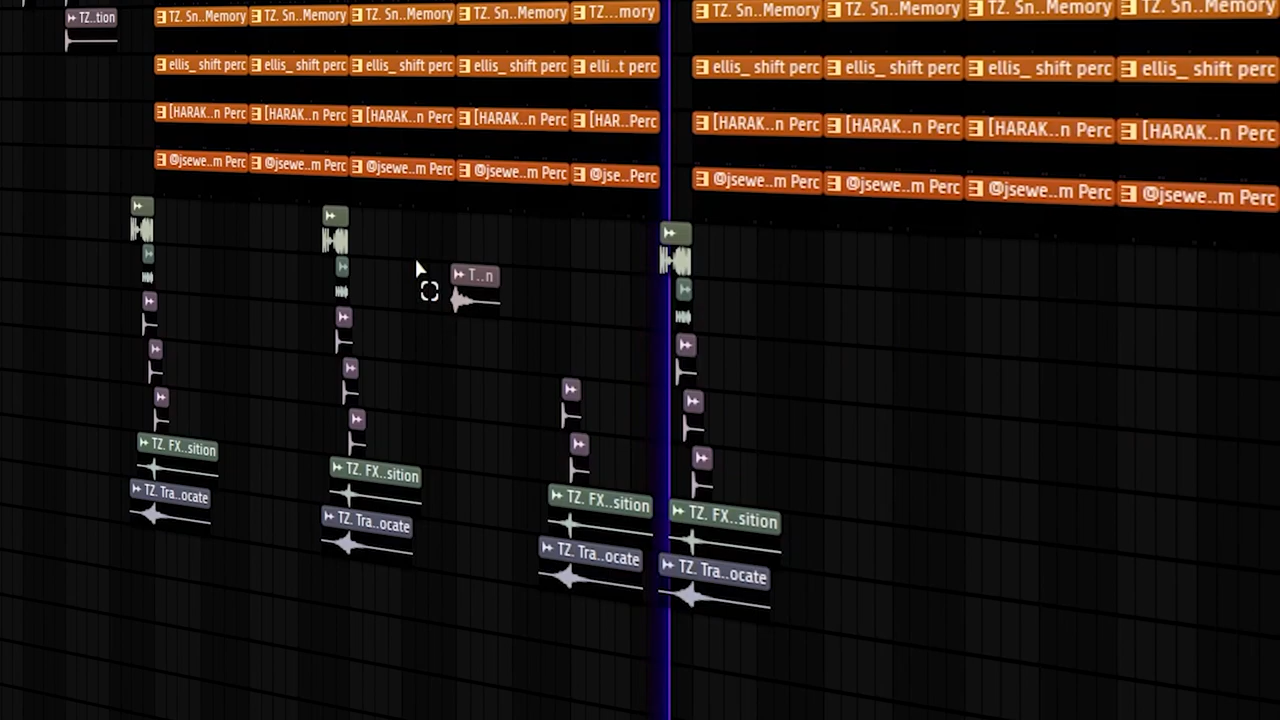 TZ..tion
TZ. Sn..Memory TZ. Sn..Memory TZ. Sn..Memory TZ. Sn..Memory TZ...mory TZ. Sn..Memory TZ. Sn..Memory TZ. Sn..Memory TZ. Sn..Memory
ellis_ shift perc ellis_ shift perc ellis_ shift perc ellis_ shift perc elli..t perc ellis_ shift perc ellis_ shift perc ellis_ shift perc ellis_ shift perc
[HARAK..n Perc [HARAK..n Perc [HARAK..n Perc [HARAK..n Perc [HAR..Perc [HARAK..n Perc [HARAK..n Perc [HARAK..n Perc [HARAK..n Perc
@jsewe..m Perc @jsewe..m Perc @jsewe..m Perc @jsewe..m Perc @jse..Perc @jsewe..m Perc @jsewe..m Perc @jsewe..m Perc @jsewe..m Perc
T..n
TZ. FX..sition TZ. FX..sition TZ. FX..sition TZ. FX..sition
TZ. Tra..ocate TZ. Tra..ocate TZ. Tra..ocate TZ. Tra..ocate